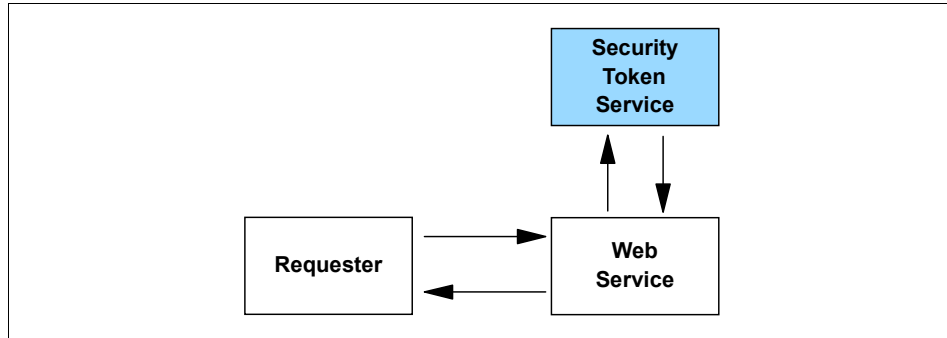 Security
Token
Service
Requester
Web
Service